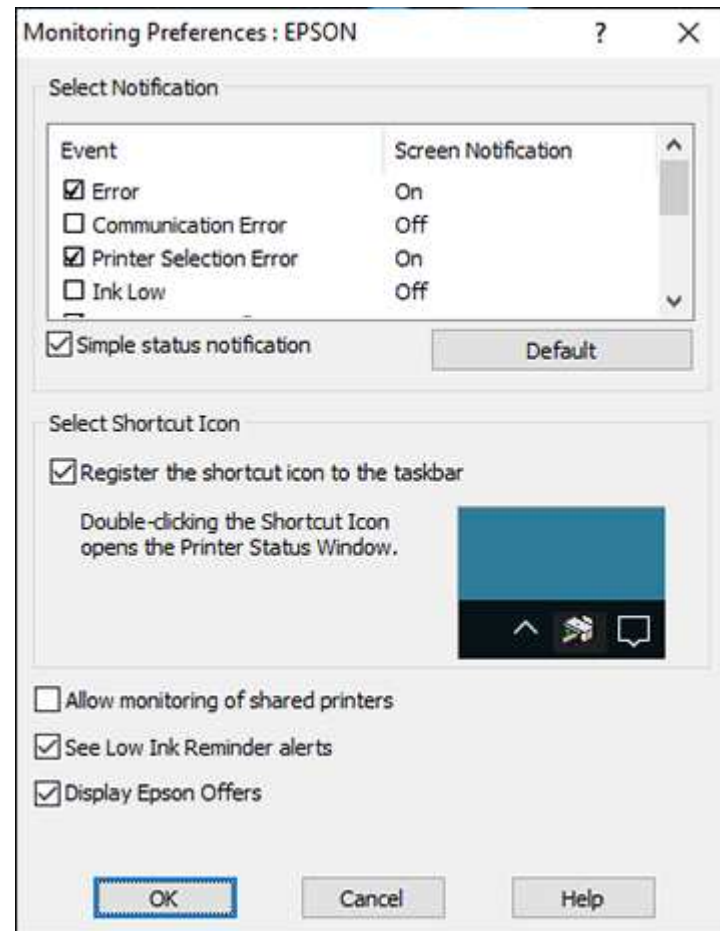 Monitoring Preferences : EPSON ? X
Select Notification
Event Screen Notification
Error On
Communication Error Off
Printer Selection Error On
Ink Low Off
Simple status notification Default
Select Shortcut Icon
Register the shortcut icon to the taskbar
Double-clicking the Shortcut Icon
opens the Printer Status Window.
Allow monitoring of shared printers
See Low Ink Reminder alerts
Display Epson Offers
OK Cancel Help